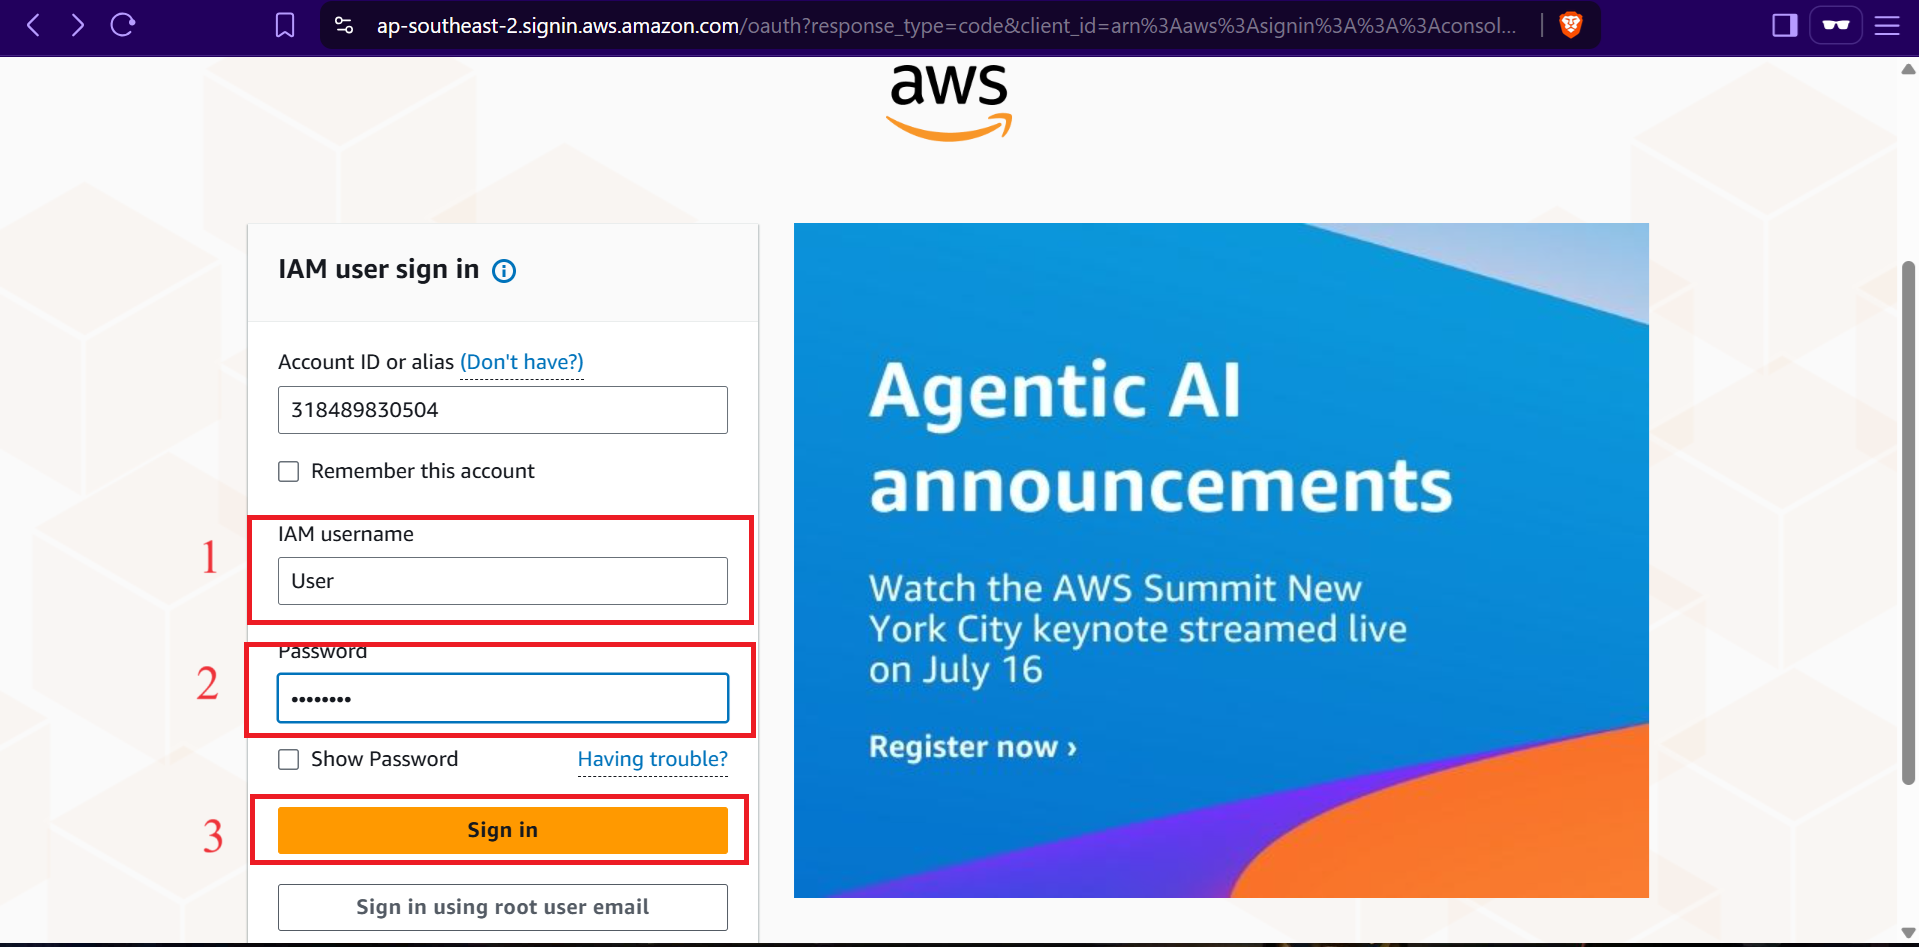 ap-southeast-2.signin.aws.amazon.com/oauth?response_type=code&client_id=arn%3Aaws%3Asignin%3A%3A%3Aconsol...
aws
IAM user sign in
Account ID or alias (Don't have?)
318489830504
Remember this account
1
IAM username
User
2
Password
••••••••
Show Password Having trouble?
3
Sign in
Sign in using root user email
Agentic AI
announcements
Watch the AWS Summit New
York City keynote streamed live
on July 16
Register now ›